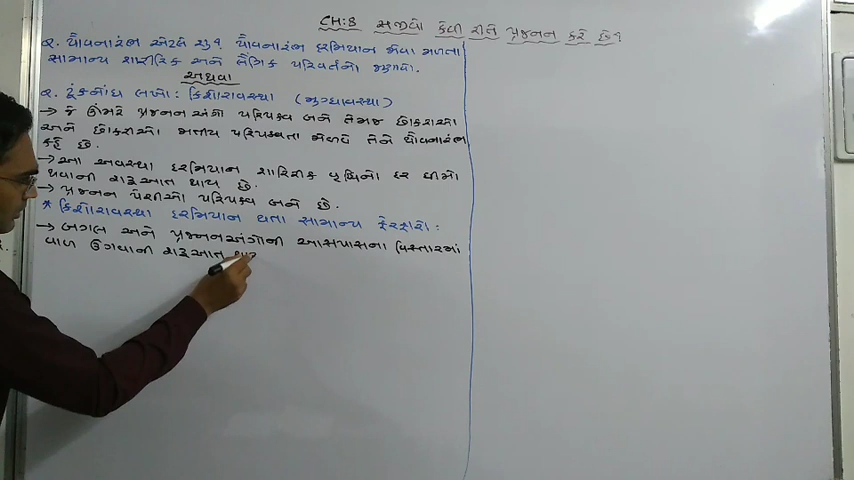 CH:8 સજીવો કેવી રીતે પ્રજનન કરે છે?
Q. યૌવનારંભ એટલે શું? યૌવનારંભ દરમિયાન જોવા મળતા
સામાન્ય શારીરિક અને લૈંગિક પરિવર્તનો જણાવો.
અથવા
Q. ટૂંકનોંધ લખો: કિશોરાવસ્થા (મુગ્ધાવસ્થા)
→ જે ઉંમરે પ્રજનન અંગો પરિપક્વ બને તેમજ છોકરાઓ
અને છોકરીઓ જાતીય પરિપક્વતા મેળવે તેને યૌવનારંભ
કહે છે.
→ આ અવસ્થા દરમિયાન શારિરીક વૃદ્ધિનો દર ધીમો
થવાની શરૂઆત થાય છે.
→ પ્રજનન પેશીઓ પરિપક્વ બને છે.
* કિશોરાવસ્થા દરમિયાન થતા સામાન્ય ફેરફારો:
→ બગલ અને પ્રજનનઅંગોની આસપાસના વિસ્તારમાં
વાળ ઉગવાની શરૂઆત થાય